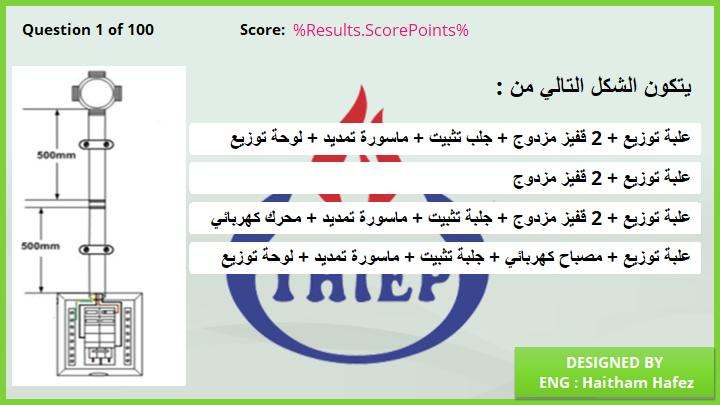 Question 1 of 100
Score: %Results.ScorePoints%
يتكون الشكل التالي من :
500mm
500mm
علبة توزيع + 2 قفيز مزدوج + جلب تثبيت + ماسورة تمديد + لوحة توزيع
علبة توزيع + 2 قفيز مزدوج
علبة توزيع + 2 قفيز مزدوج + جلبة تثبيت + ماسورة تمديد + محرك كهربائي
علبة توزيع + مصباح كهربائي + جلبة تثبيت + ماسورة تمديد + لوحة توزيع
THIEP
DESIGNED BY
ENG : Haitham Hafez